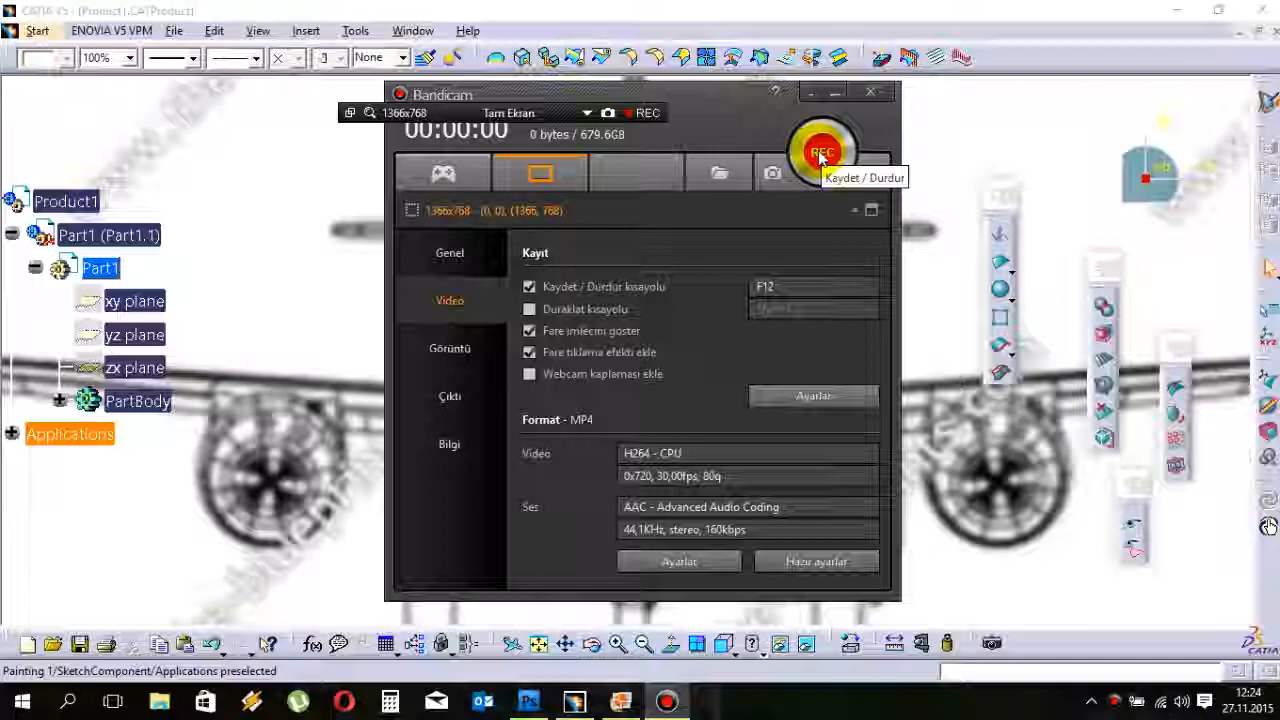 CATIA V5 - [Product1.CATProduct]
Start ENOVIA V5 VPM File Edit View Insert Tools Window Help
100% None
Bandicam
1366x768 Tam Ekran REC
00:00:00 0 bytes / 679.6GB
REC
Kaydet / Durdur
1366x768 - (0, 0), (1366, 768)
Product1
Part1 (Part1.1)
Part1
xy plane
yz plane
zx plane
PartBody
Applications
Genel
Video
Görüntü
Çıktı
Bilgi
Kayıt
Kaydet / Durdur kısayolu F12
Duraklat kısayolu
Fare imlecini göster
Fare tıklama efekti ekle
Webcam kaplaması ekle
Ayarlar
Format - MP4
Video H264 - CPU
0x720, 30,00fps, 80q
Ses AAC - Advanced Audio Coding
44,1KHz, stereo, 160kbps
Ayarlar Hazır ayarlar
CATIA
Painting 1/SketchComponent/Applications preselected
12:24
27.11.2015